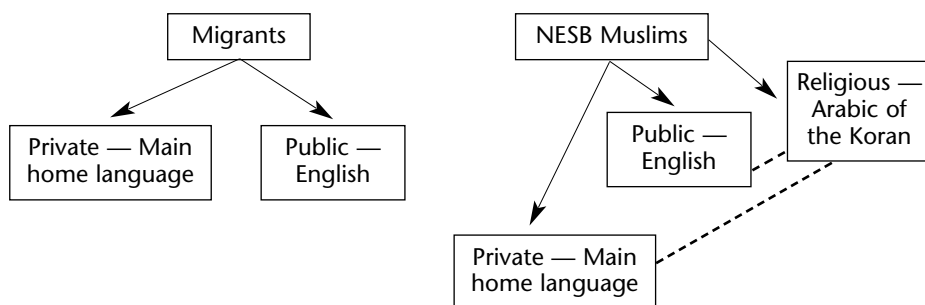 Migrants
Private — Main
home language
Public —
English
NESB Muslims
Religious —
Arabic of
the Koran
Public —
English
Private — Main
home language